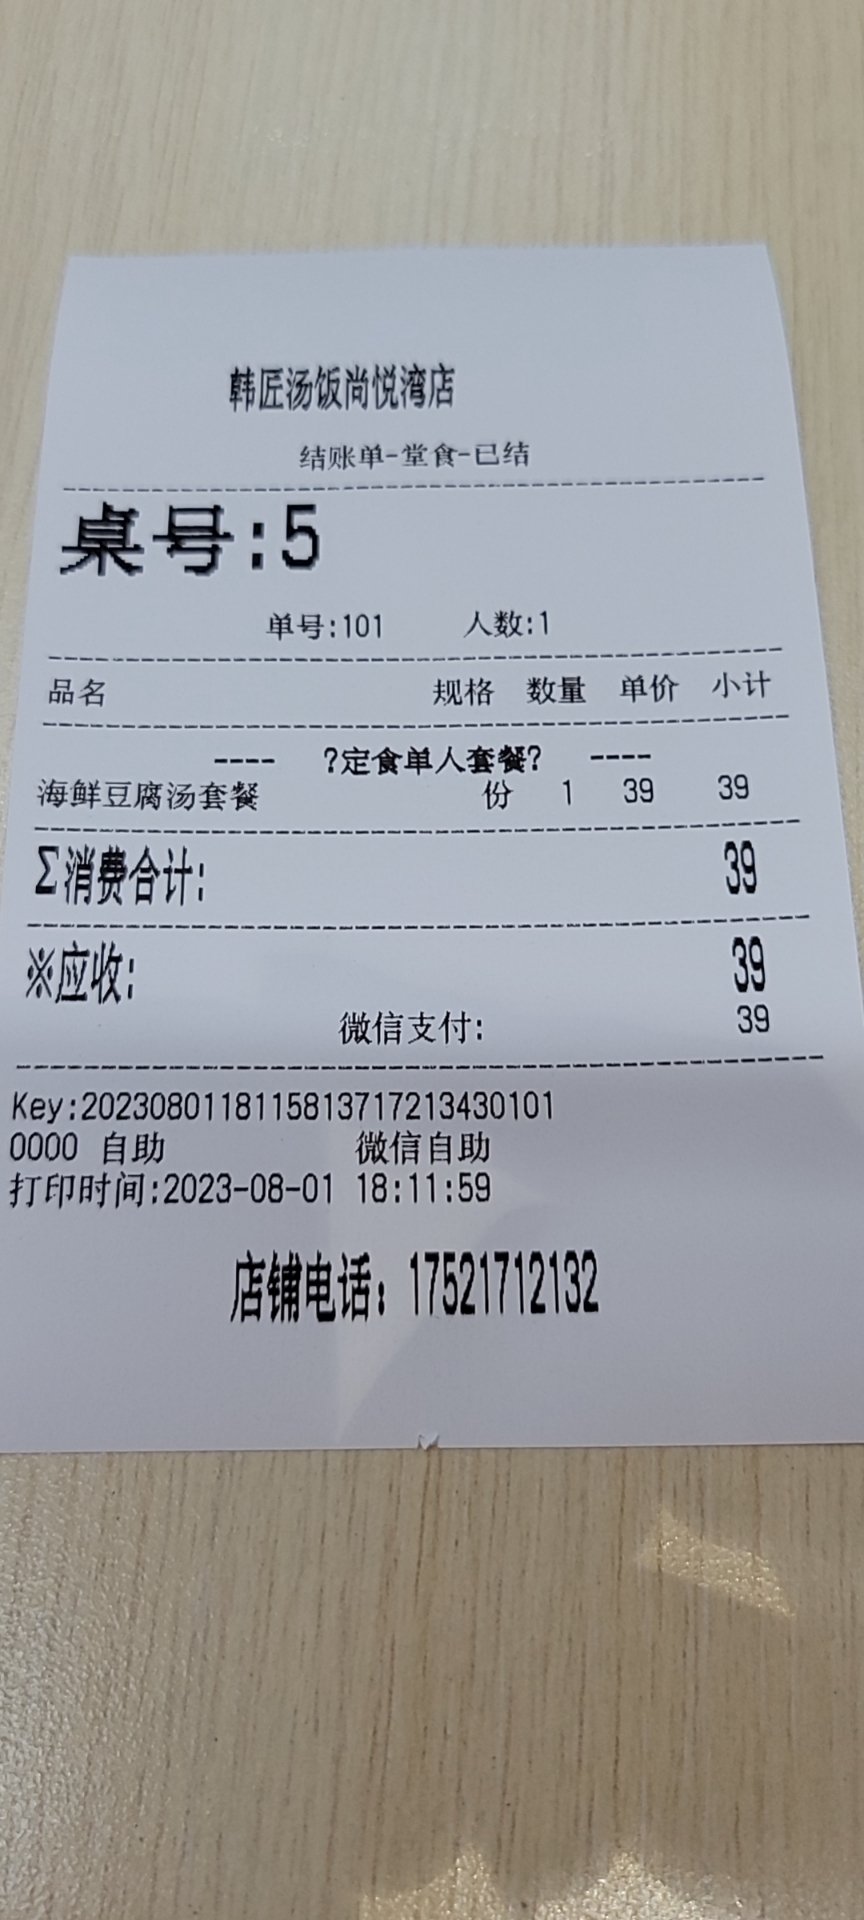 韩匠汤饭尚悦湾店
结账单-堂食-已结
桌号:5
单号:101 人数:1
品名 规格 数量 单价 小计
---- ?定食单人套餐? ----
海鲜豆腐汤套餐 份 1 39 39
Σ消费合计: 39
※应收: 39
微信支付: 39
Key:2023080118115813717213430101
0000 自助 微信自助
打印时间:2023-08-01 18:11:59
店铺电话：17521712132